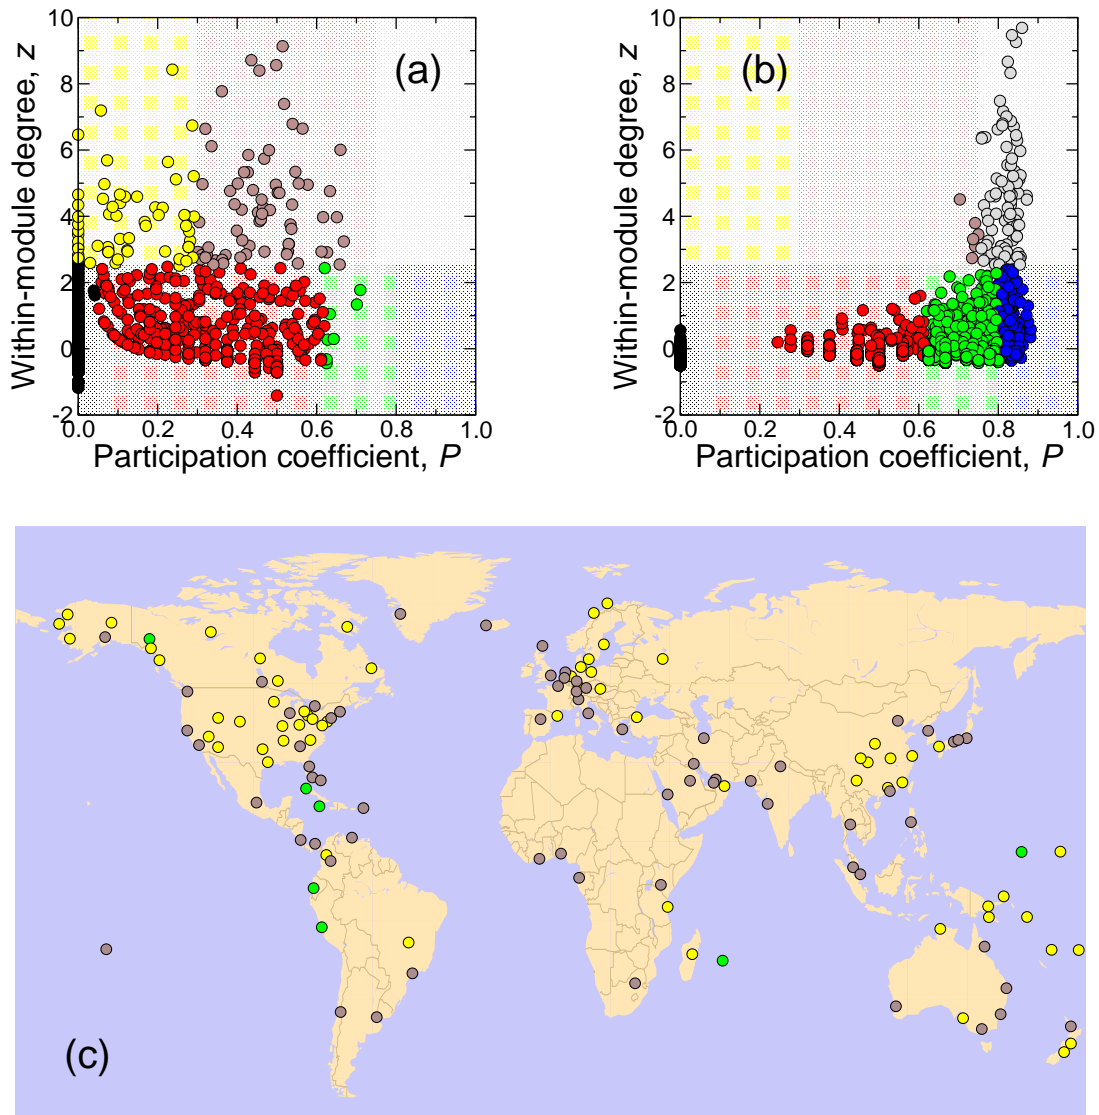 10
8
6
4
2
0
-2
Within-module degree, z
(a)
0.0 0.2 0.4 0.6 0.8 1.0
Participation coefficient, P
10
8
6
4
2
0
-2
Within-module degree, z
(b)
0.0 0.2 0.4 0.6 0.8 1.0
Participation coefficient, P
(c)